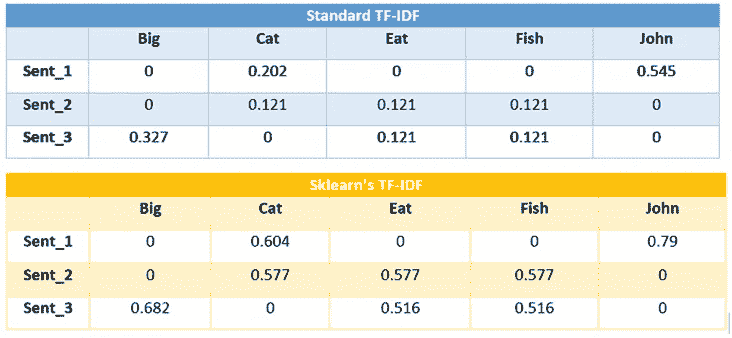 Standard TF-IDF
Big Cat Eat Fish John
Sent_1 0 0.202 0 0 0.545
Sent_2 0 0.121 0.121 0.121 0
Sent_3 0.327 0 0.121 0.121 0
Sklearn's TF-IDF
Big Cat Eat Fish John
Sent_1 0 0.604 0 0 0.79
Sent_2 0 0.577 0.577 0.577 0
Sent_3 0.682 0 0.516 0.516 0